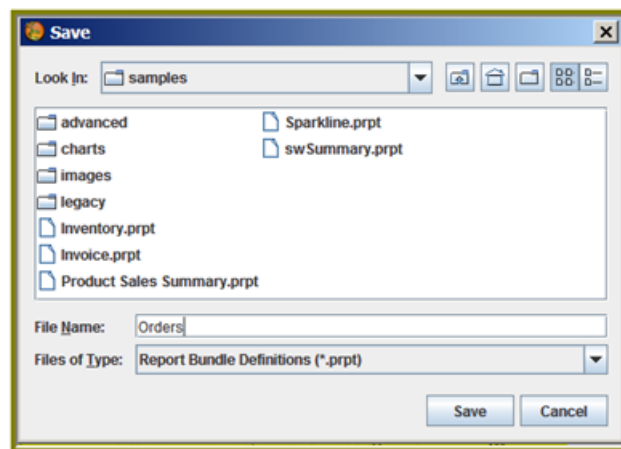 Save
Look In: samples
advanced
charts
images
legacy
Inventory.prpt
Invoice.prpt
Product Sales Summary.prpt
Sparkline.prpt
swSummary.prpt
File Name: Orders
Files of Type: Report Bundle Definitions (*.prpt)
Save Cancel